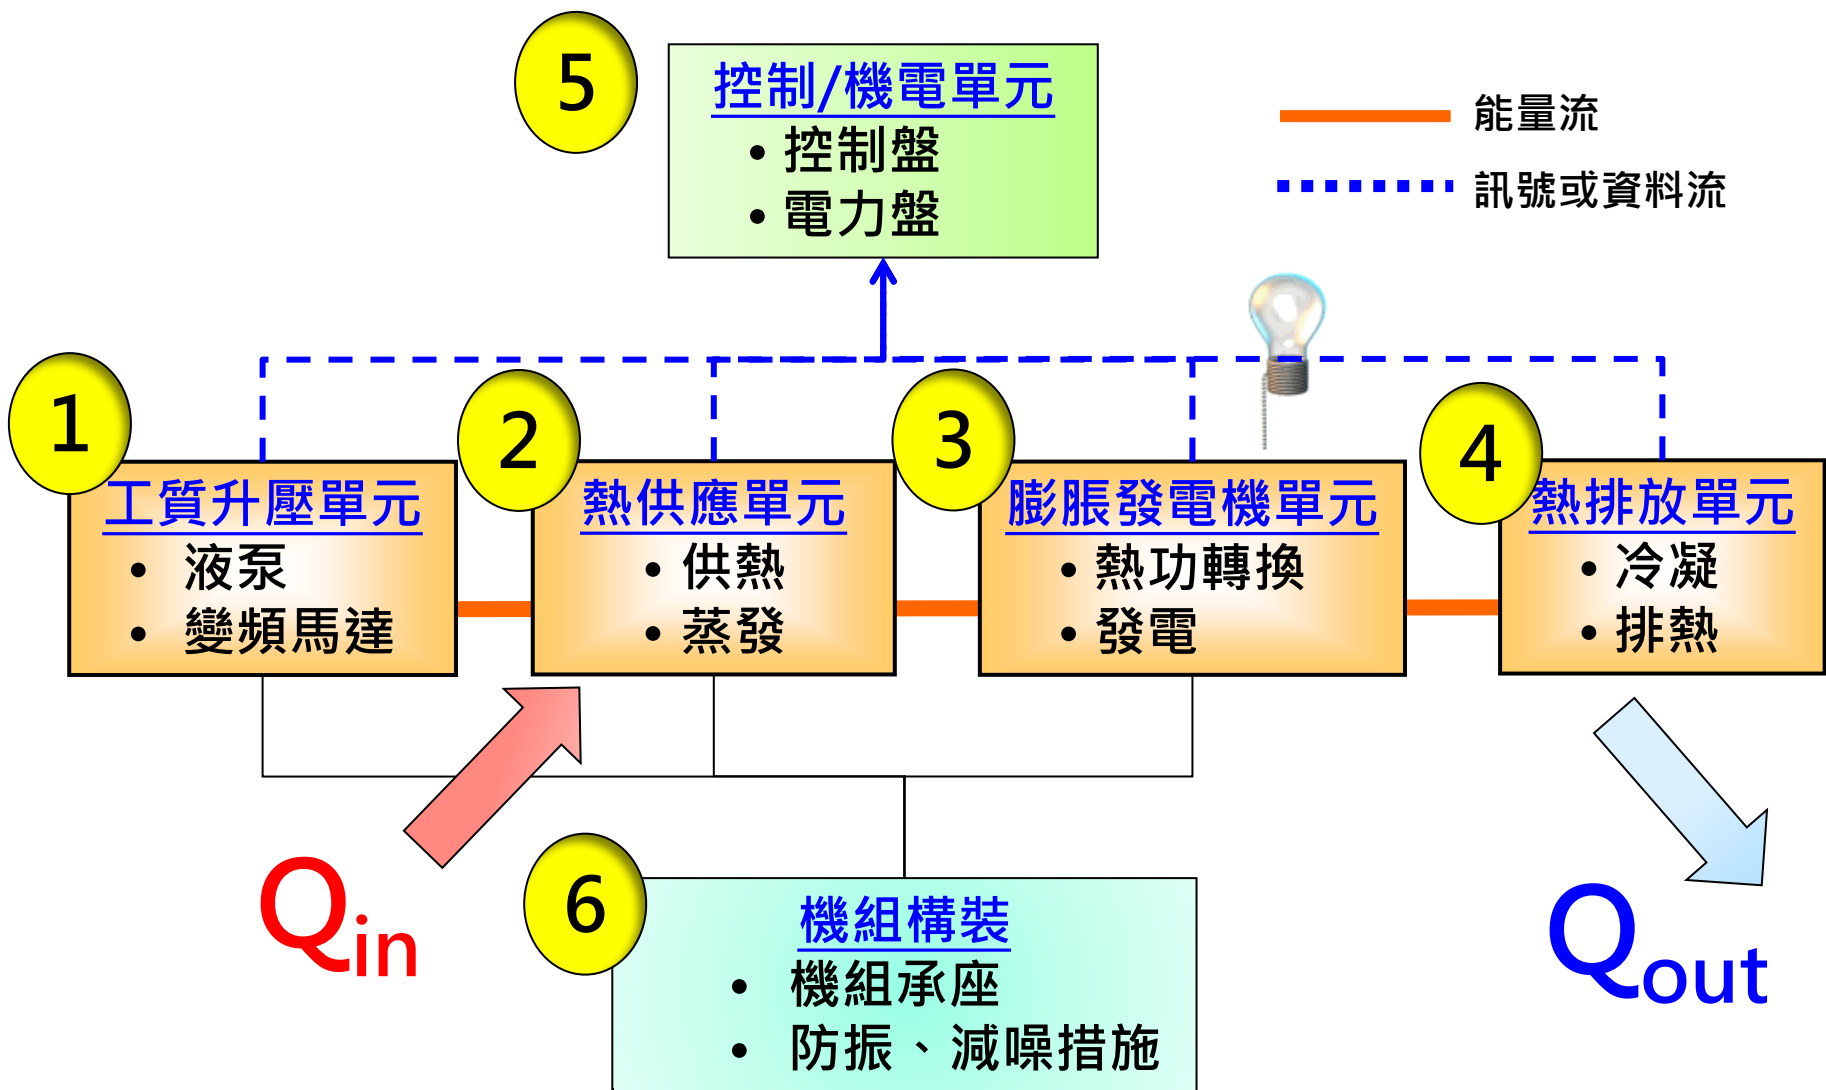 5
控制/機電單元
• 控制盤
• 電力盤
能量流
訊號或資料流
1
工質升壓單元
• 液泵
• 變頻馬達
2
熱供應單元
• 供熱
• 蒸發
3
膨脹發電機單元
• 熱功轉換
• 發電
4
熱排放單元
• 冷凝
• 排熱
Qin
Qout
6
機組構裝
• 機組承座
• 防振、減噪措施